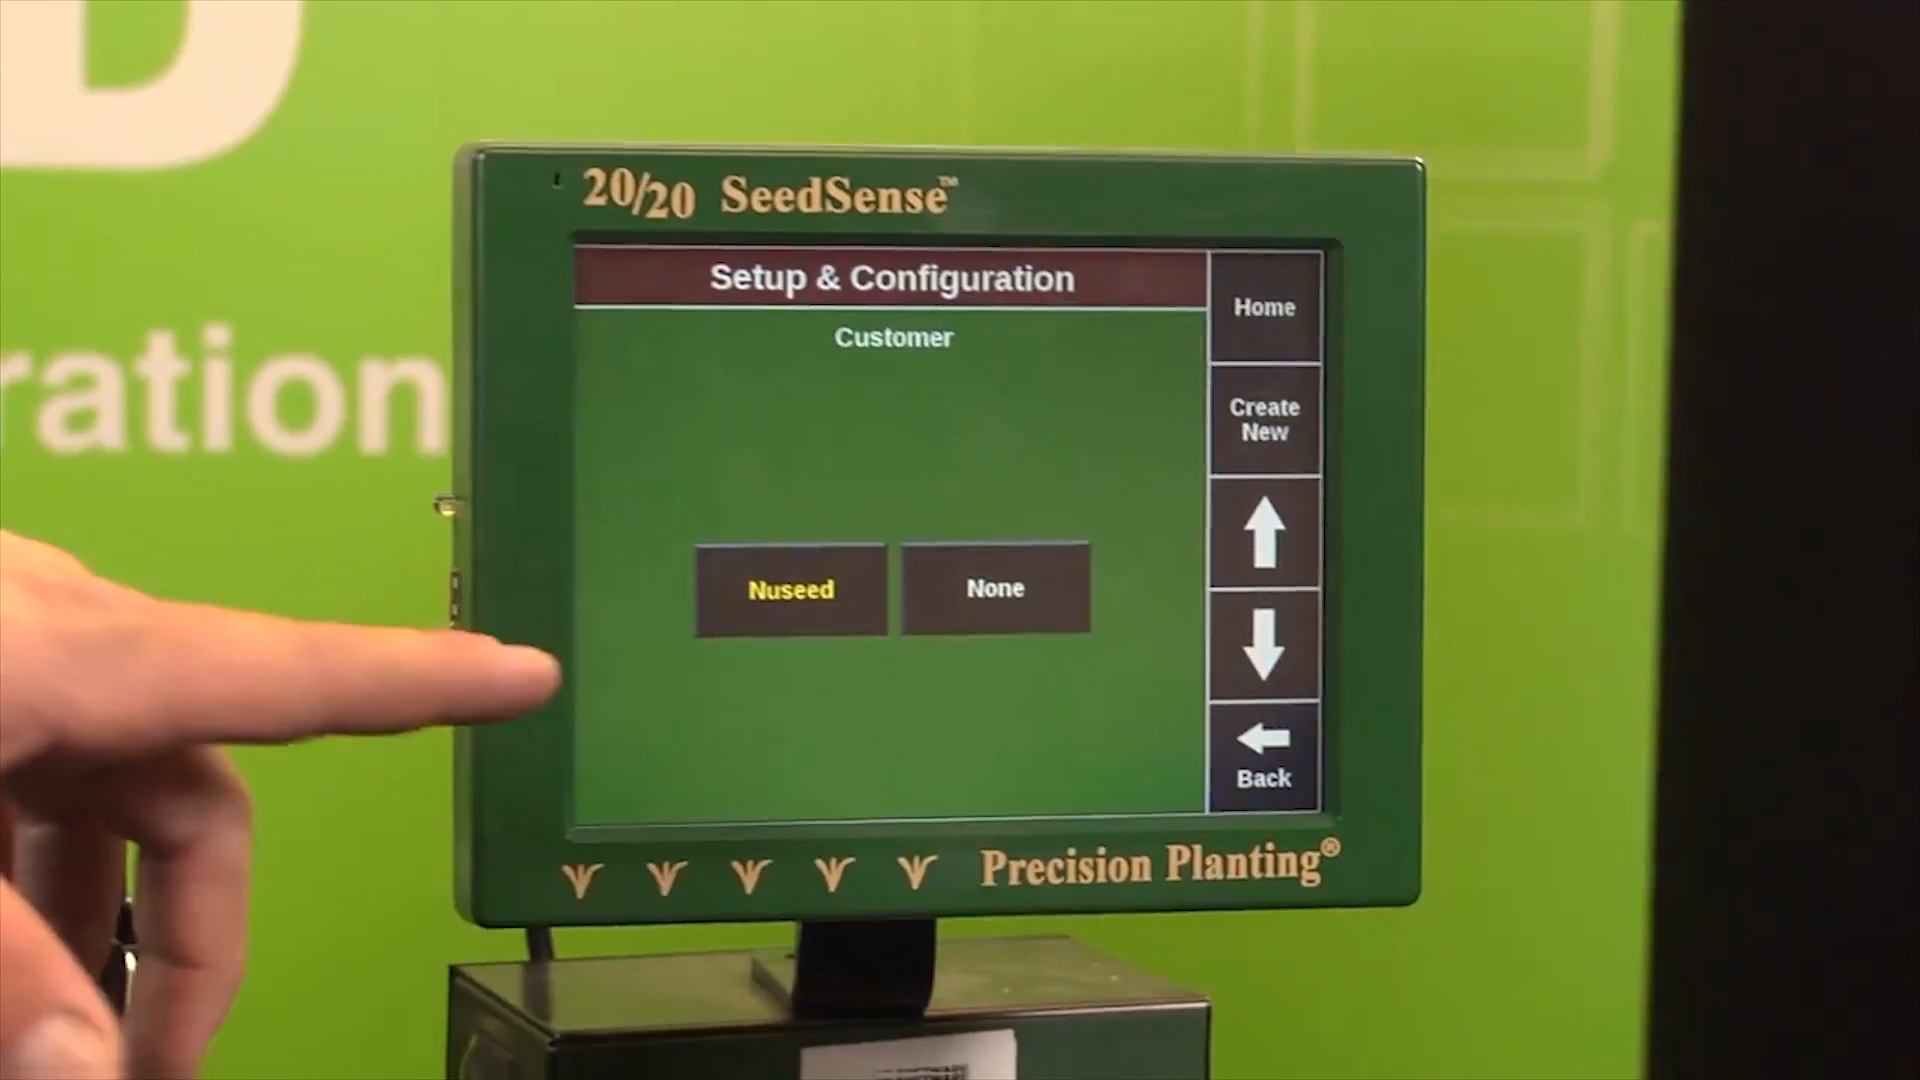 D
ration
20/20 SeedSense™
Setup & Configuration
Customer
Nuseed
None
Home
Create
New
Back
Precision Planting®